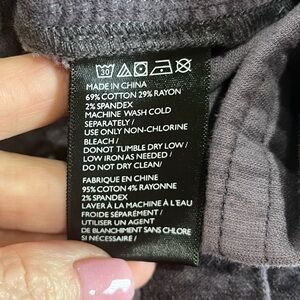 30
MADE IN CHINA
69% COTTON 29% RAYON
2% SPANDEX
MACHINE WASH COLD
SEPARATELY /
USE ONLY NON-CHLORINE
BLEACH /
DONOT TUMBLE DRY LOW /
LOW IRON AS NEEDED /
DO NOT DRY CLEAN/
FABRIQUE EN CHINE
95% COTON 4% RAYONNE
2% SPANDEX
LAVER À LA MACHINE À L'EAU
FROIDE SÉPARÉMENT /
UTILISER UN AGENT
DE BLANCHIMENT SANS CHLORE
SI NÉCESSAIRE /